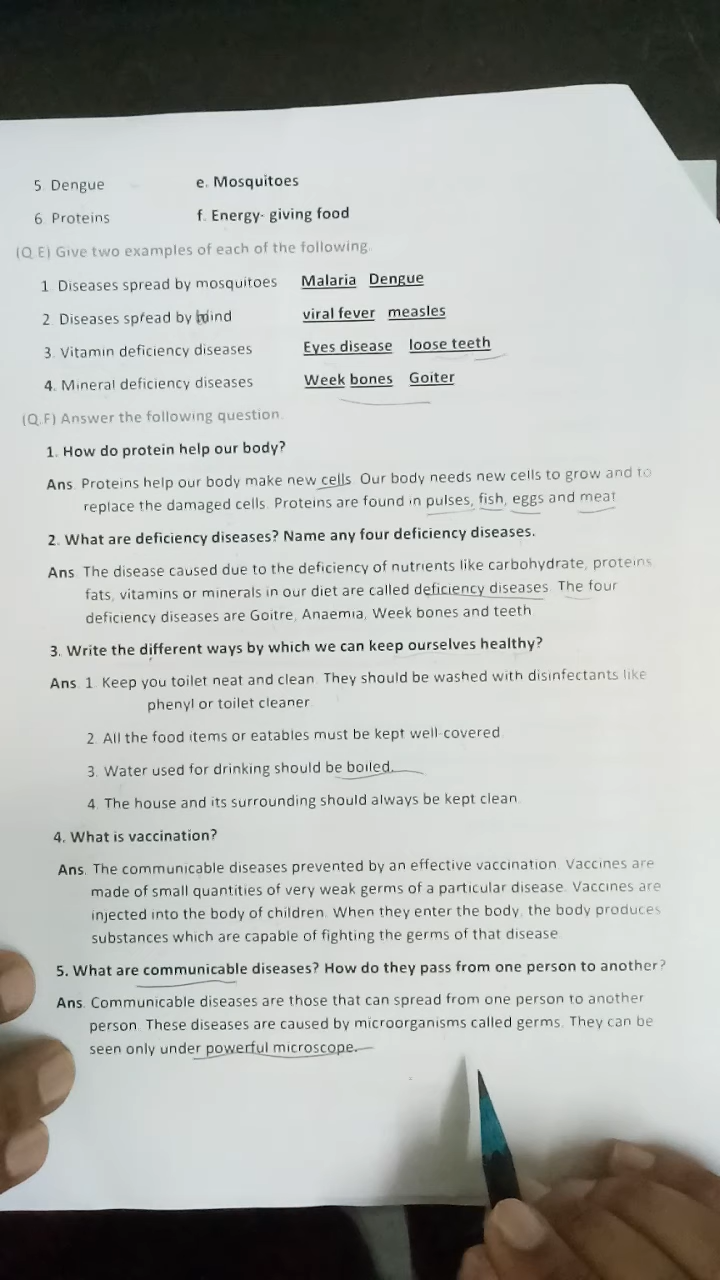 5. Dengue e. Mosquitoes
6. Proteins f. Energy- giving food
(Q.E) Give two examples of each of the following.
1. Diseases spread by mosquitoes Malaria Dengue
2. Diseases spread by wind viral fever measles
3. Vitamin deficiency diseases Eyes disease loose teeth
4. Mineral deficiency diseases Week bones Goiter
(Q.F) Answer the following question.
1. How do protein help our body?
Ans. Proteins help our body make new cells. Our body needs new cells to grow and to
replace the damaged cells. Proteins are found in pulses, fish, eggs and meat
2. What are deficiency diseases? Name any four deficiency diseases.
Ans. The disease caused due to the deficiency of nutrients like carbohydrate, proteins
fats, vitamins or minerals in our diet are called deficiency diseases. The four
deficiency diseases are Goitre, Anaemia, Week bones and teeth
3. Write the different ways by which we can keep ourselves healthy?
Ans. 1. Keep you toilet neat and clean. They should be washed with disinfectants like
phenyl or toilet cleaner
2. All the food items or eatables must be kept well-covered.
3. Water used for drinking should be boiled.
4. The house and its surrounding should always be kept clean.
4. What is vaccination?
Ans. The communicable diseases prevented by an effective vaccination. Vaccines are
made of small quantities of very weak germs of a particular disease. Vaccines are
injected into the body of children. When they enter the body, the body produces
substances which are capable of fighting the germs of that disease
5. What are communicable diseases? How do they pass from one person to another?
Ans. Communicable diseases are those that can spread from one person to another
person. These diseases are caused by microorganisms called germs. They can be
seen only under powerful microscope.